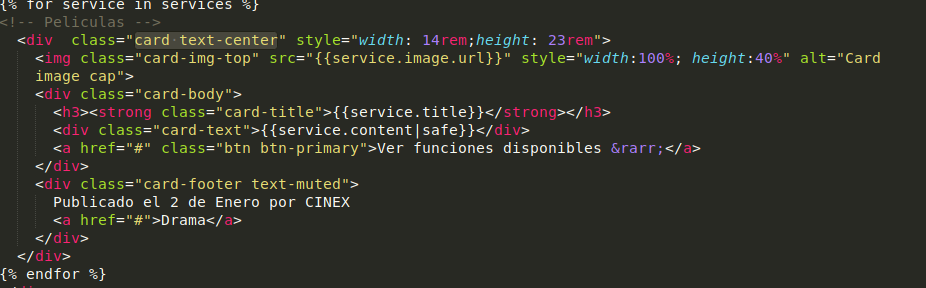 {% for service in services %}
<!-- Peliculas -->
<div  class="card text-center" style="width: 14rem;height: 23rem">
<img class="card-img-top" src="{{service.image.url}}" style="width:100%; height:40%" alt="Card
image cap">
<div class="card-body">
<h3><strong class="card-title">{{service.title}}</strong></h3>
<div class="card-text">{{service.content|safe}}</div>
<a href="#" class="btn btn-primary">Ver funciones disponibles &rarr;</a>
</div>
<div class="card-footer text-muted">
Publicado el 2 de Enero por CINEX
<a href="#">Drama</a>
</div>
</div>
{% endfor %}